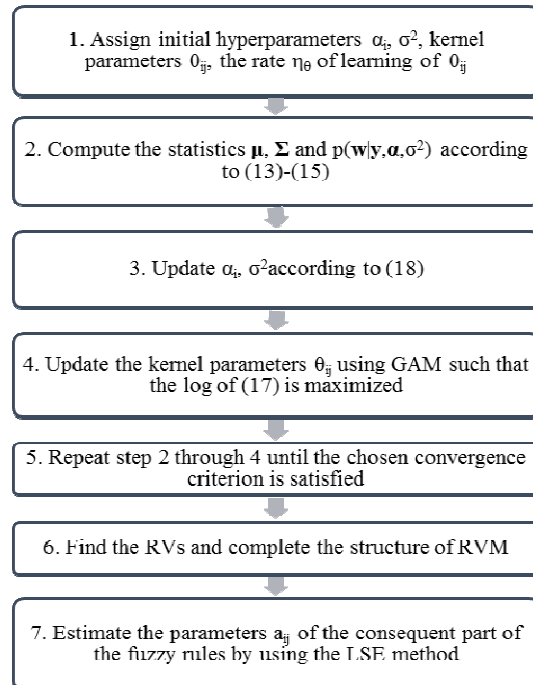 1. Assign initial hyperparameters αᵢ, σ², kernel
parameters θᵢⱼ, the rate ηθ of learning of θᵢⱼ
2. Compute the statistics μ, Σ and p(w|y,α,σ²) according
to (13)-(15)
3. Update αᵢ, σ²according to (18)
4. Update the kernel parameters θᵢⱼ using GAM such that
the log of (17) is maximized
5. Repeat step 2 through 4 until the chosen convergence
criterion is satisfied
6. Find the RVs and complete the structure of RVM
7. Estimate the parameters aᵢⱼ of the consequent part of
the fuzzy rules by using the LSE method